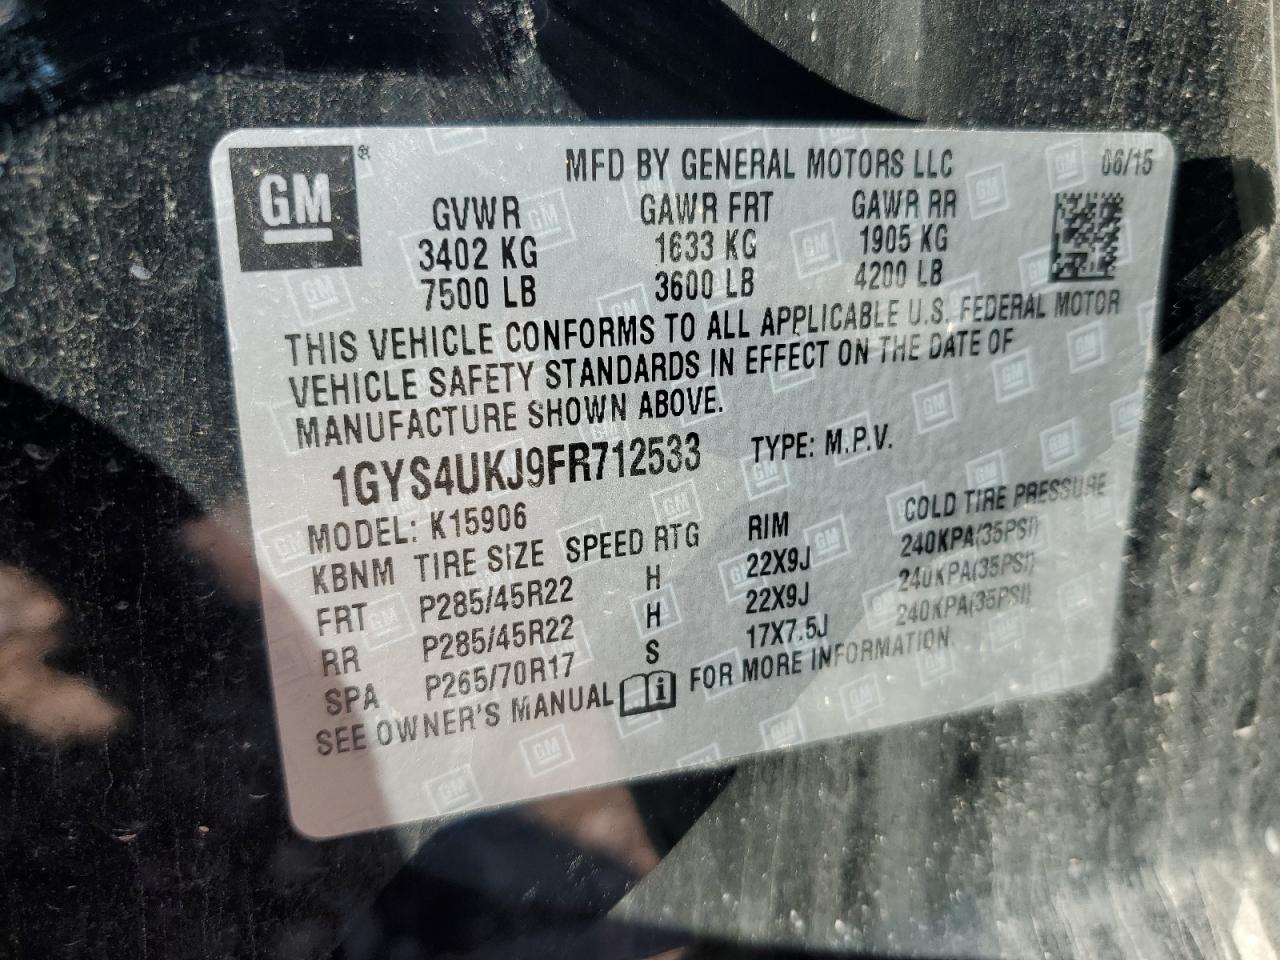 GM ® MFD BY GENERAL MOTORS LLC 06/15
GVWR GAWR FRT GAWR RR
3402 KG 1633 KG 1905 KG
7500 LB 3600 LB 4200 LB
THIS VEHICLE CONFORMS TO ALL APPLICABLE U.S. FEDERAL MOTOR
VEHICLE SAFETY STANDARDS IN EFFECT ON THE DATE OF
MANUFACTURE SHOWN ABOVE.
1GYS4UKJ9FR712533 TYPE: M.P.V.
MODEL: K15906
KBNM TIRE SIZE SPEED RTG RIM COLD TIRE PRESSURE
FRT P285/45R22 H 22X9J 240KPA(35PSI)
RR P285/45R22 H 22X9J 240KPA(35PSI)
SPA P265/70R17 S 17X7.5J 240KPA(35PSI)
SEE OWNER'S MANUAL FOR MORE INFORMATION.